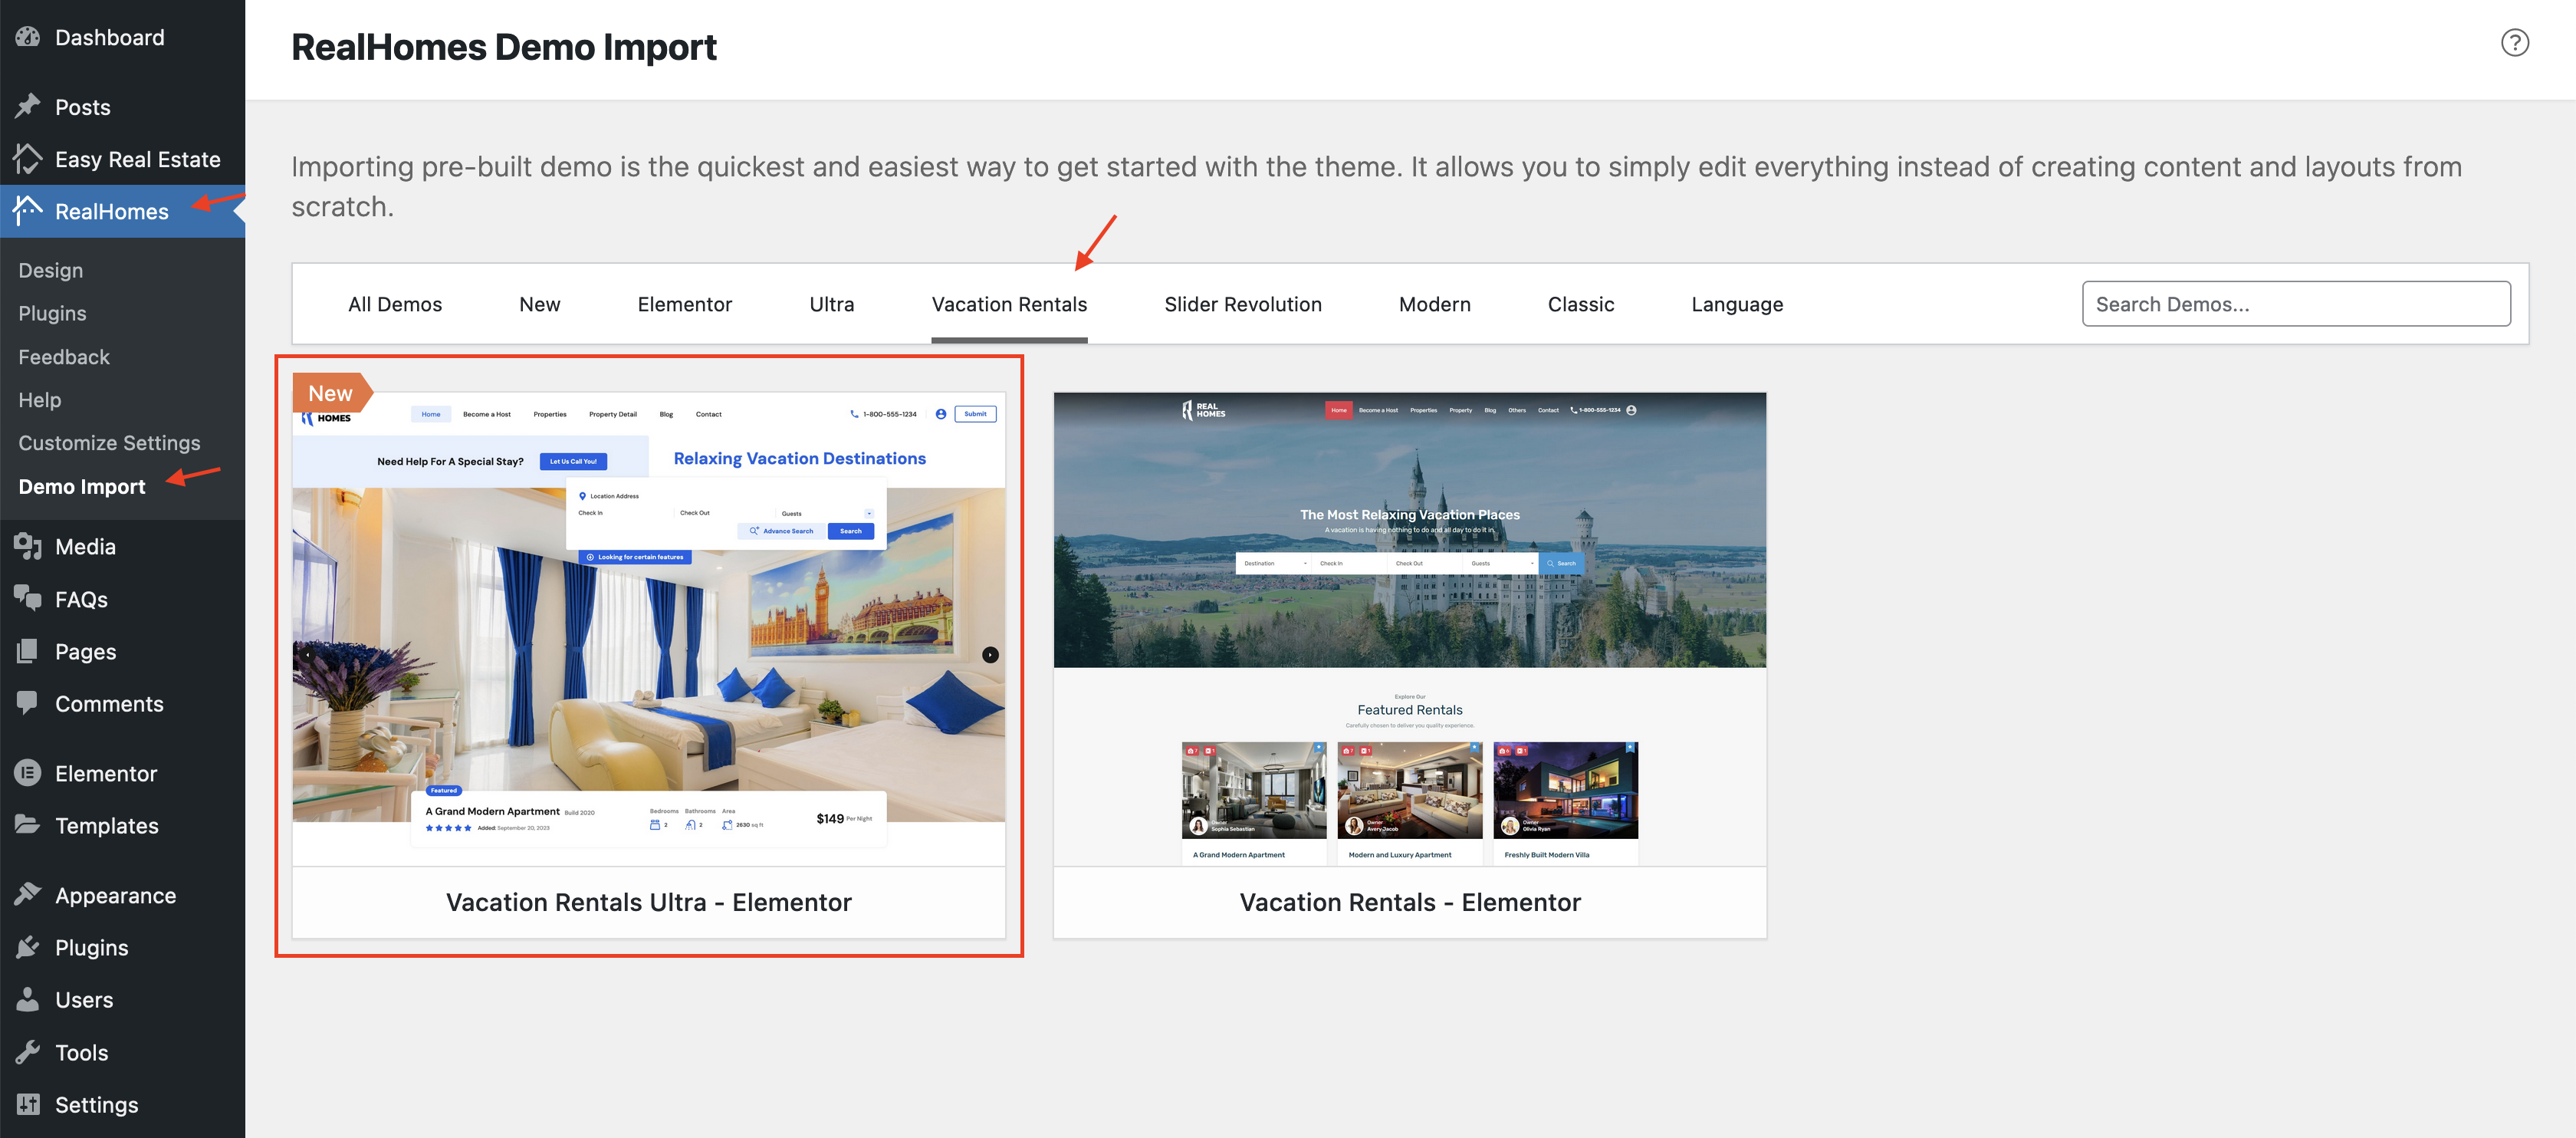 Dashboard
Posts
Easy Real Estate
RealHomes
Design
Plugins
Feedback
Help
Customize Settings
Demo Import
Media
FAQs
Pages
Comments
Elementor
Templates
Appearance
Plugins
Users
Tools
Settings
RealHomes Demo Import
?
Importing pre-built demo is the quickest and easiest way to get started with the theme. It allows you to simply edit everything instead of creating content and layouts from
scratch.
All Demos New Elementor Ultra Vacation Rentals Slider Revolution Modern Classic Language Search Demos...
New
HOMES Home Become a Host Properties Property Detail Blog Contact 1-800-555-1234 Submit
Need Help For A Special Stay? Let Us Call You! Relaxing Vacation Destinations
Location Address
Check In Check Out Guests
Advance Search Search
Looking for certain features
Featured
A Grand Modern Apartment Build 2020
Added: September 20, 2023
Bedrooms Bathrooms Area
2 2 2630 sq ft
$149 Per Night
Vacation Rentals Ultra - Elementor
REAL
HOMES
Home Become a Host Properties Property Blog Others Contact 1-800-555-1234
The Most Relaxing Vacation Places
A vacation is having nothing to do and all day to do it in.
Destination Check In Check Out Guests Search
Explore Our
Featured Rentals
Carefully chosen to deliver you quality experience.
Owner
Sophia Sebastian
Owner
Avery Jacob
Owner
Olivia Ryan
A Grand Modern Apartment Modern and Luxury Apartment Freshly Built Modern Villa
Vacation Rentals - Elementor